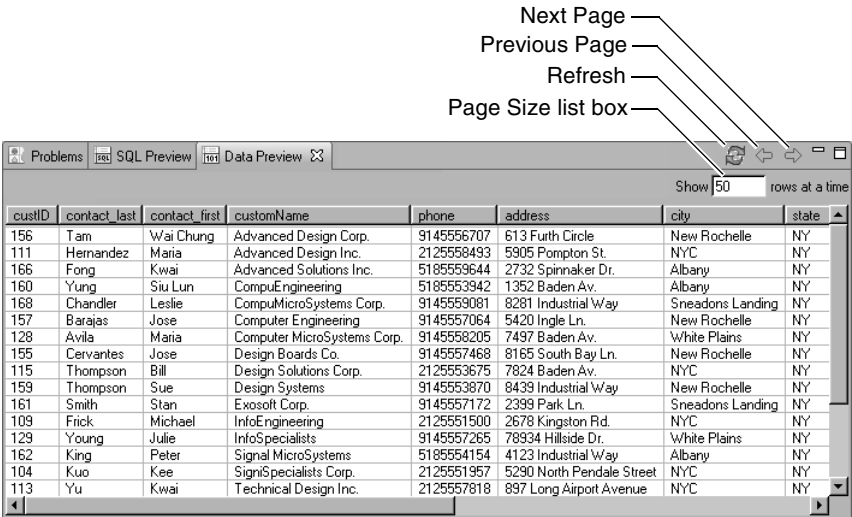 Next Page
Previous Page
Refresh
Page Size list box
Problems SQL SQL Preview 101 Data Preview
Show 50 rows at a time
custID contact_last contact_first customName phone address city state
156 Tam Wai Chung Advanced Design Corp. 9145556707 613 Furth Circle New Rochelle NY
111 Hernandez Maria Advanced Design Inc. 2125558493 5905 Pompton St. NYC NY
166 Fong Kwai Advanced Solutions Inc. 5185559644 2732 Spinnaker Dr. Albany NY
160 Yung Siu Lun CompuEngineering 5185553942 1352 Baden Av. Albany NY
168 Chandler Leslie CompuMicroSystems Corp. 9145559081 8281 Industrial Way Sneadons Landing NY
157 Barajas Jose Computer Engineering 9145557064 5420 Ingle Ln. New Rochelle NY
128 Avila Maria Computer MicroSystems Corp. 9145558205 7497 Baden Av. White Plains NY
155 Cervantes Jose Design Boards Co. 9145557468 8165 South Bay Ln. New Rochelle NY
115 Thompson Bill Design Solutions Corp. 2125553675 7824 Baden Av. NYC NY
159 Thompson Sue Design Systems 9145553870 8439 Industrial Way New Rochelle NY
161 Smith Stan Exosoft Corp. 9145557172 2399 Park Ln. Sneadons Landing NY
109 Frick Michael InfoEngineering 2125551500 2678 Kingston Rd. NYC NY
129 Young Julie InfoSpecialists 9145557265 78934 Hillside Dr. White Plains NY
162 King Peter Signal MicroSystems 5185554154 4123 Industrial Way Albany NY
104 Kuo Kee SigniSpecialists Corp. 2125551957 5290 North Pendale Street NYC NY
113 Yu Kwai Technical Design Inc. 2125557818 897 Long Airport Avenue NYC NY